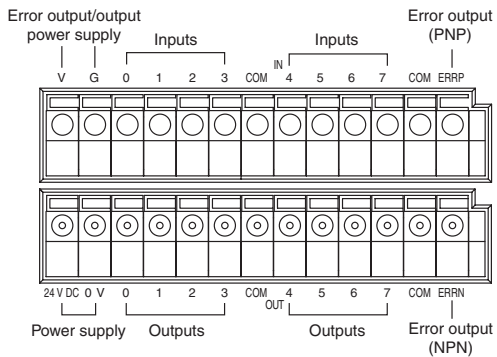 Error output/output
power supply
Inputs
Inputs
Error output
(PNP)
V G 0 1 2 3 COM IN 4 5 6 7 COM ERRP
24 V DC 0 V 0 1 2 3 COM OUT 4 5 6 7 COM ERRN
Power supply
Outputs
Outputs
Error output
(NPN)